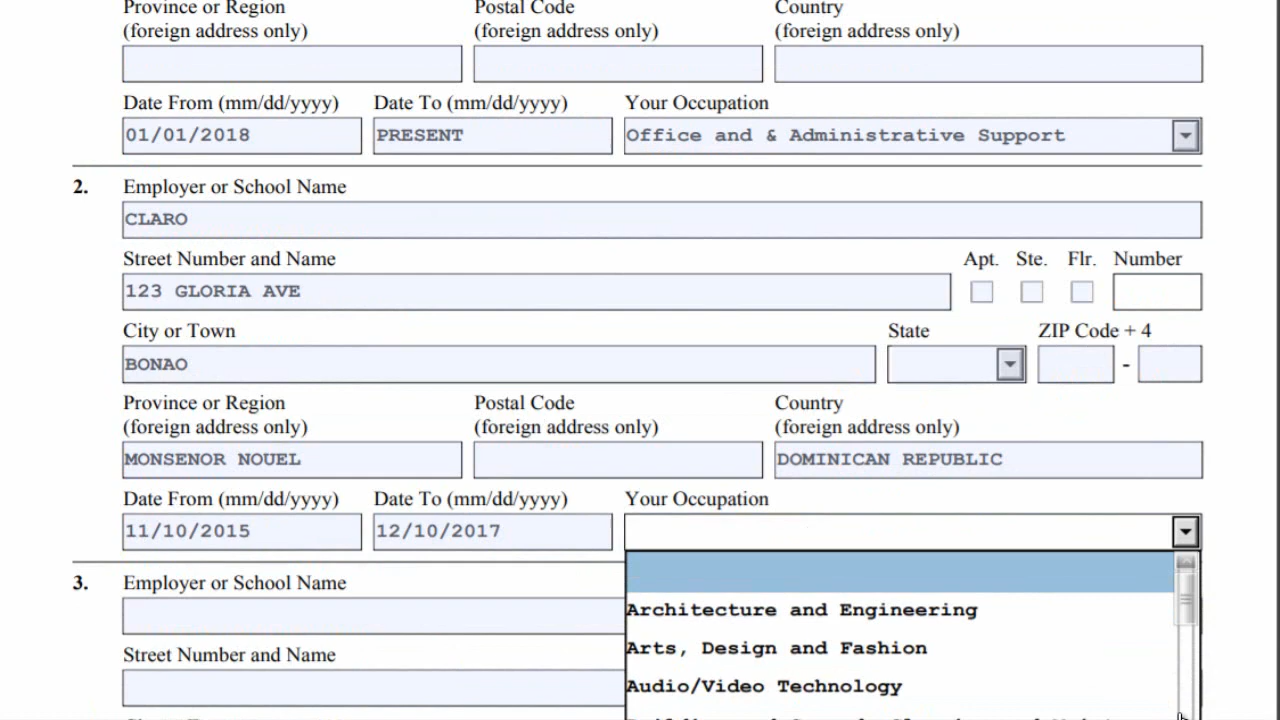 Province or Region Postal Code Country
(foreign address only) (foreign address only) (foreign address only)
Date From (mm/dd/yyyy) Date To (mm/dd/yyyy) Your Occupation
01/01/2018 PRESENT Office and & Administrative Support
2. Employer or School Name
CLARO
Street Number and Name Apt. Ste. Flr. Number
123 GLORIA AVE
City or Town State ZIP Code + 4
BONAO -
Province or Region Postal Code Country
(foreign address only) (foreign address only) (foreign address only)
MONSENOR NOUEL DOMINICAN REPUBLIC
Date From (mm/dd/yyyy) Date To (mm/dd/yyyy) Your Occupation
11/10/2015 12/10/2017
3. Employer or School Name
Architecture and Engineering
Street Number and Name Arts, Design and Fashion
Audio/Video Technology